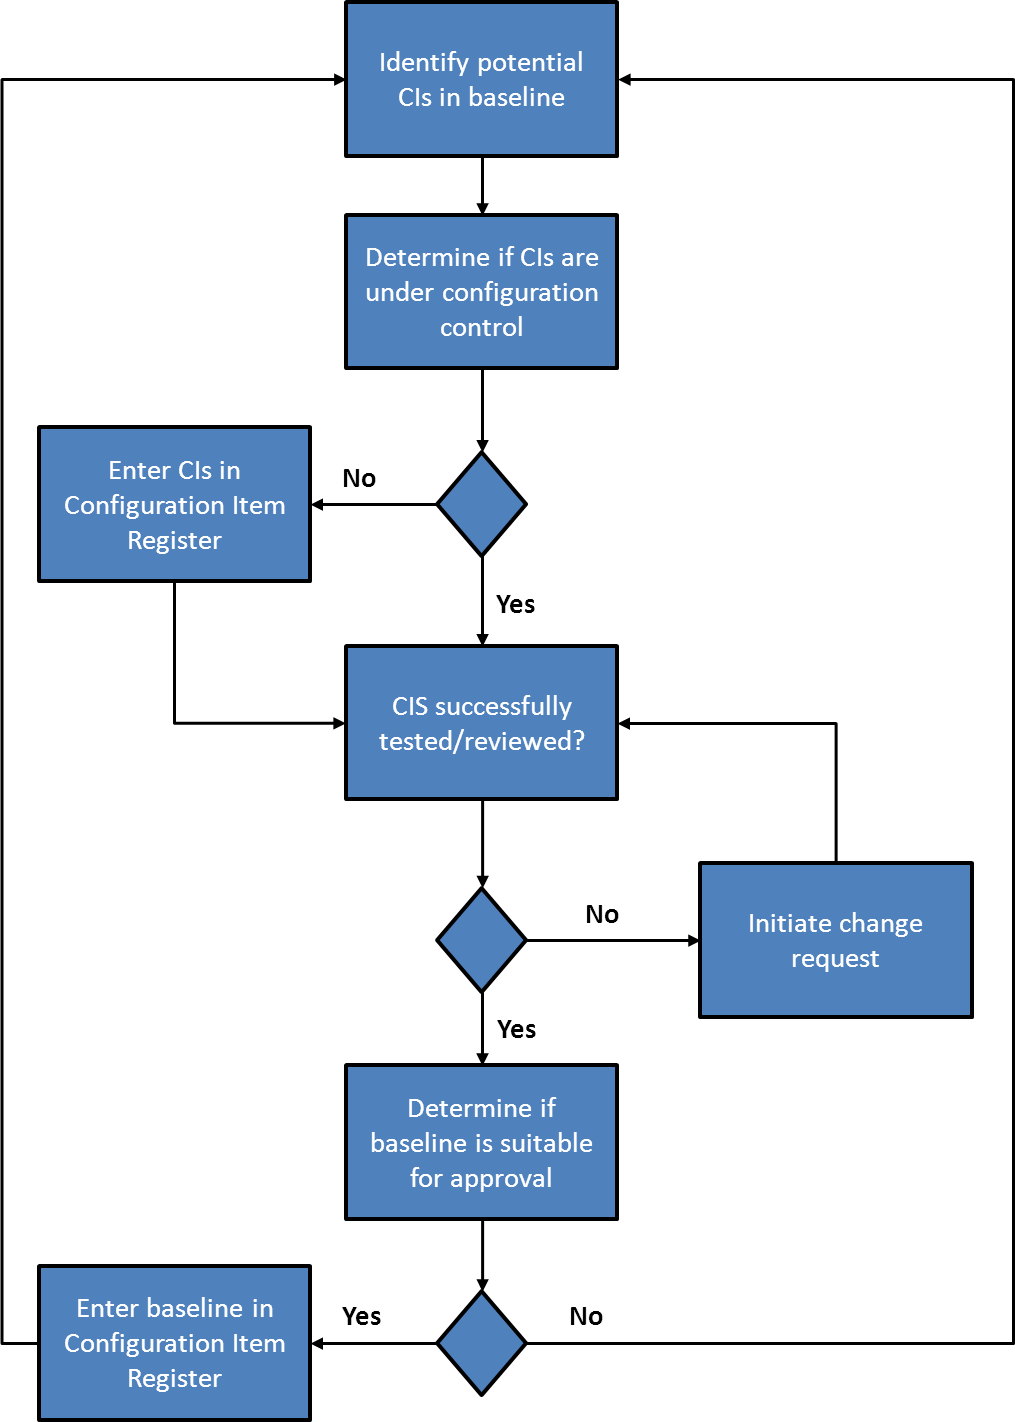 Identify potential
CIs in baseline
Determine if CIs are
under configuration
control
Enter CIs in
Configuration Item
Register
No
Yes
CIS successfully
tested/reviewed?
No
Initiate change
request
Yes
Determine if
baseline is suitable
for approval
Enter baseline in
Configuration Item
Register
Yes
No